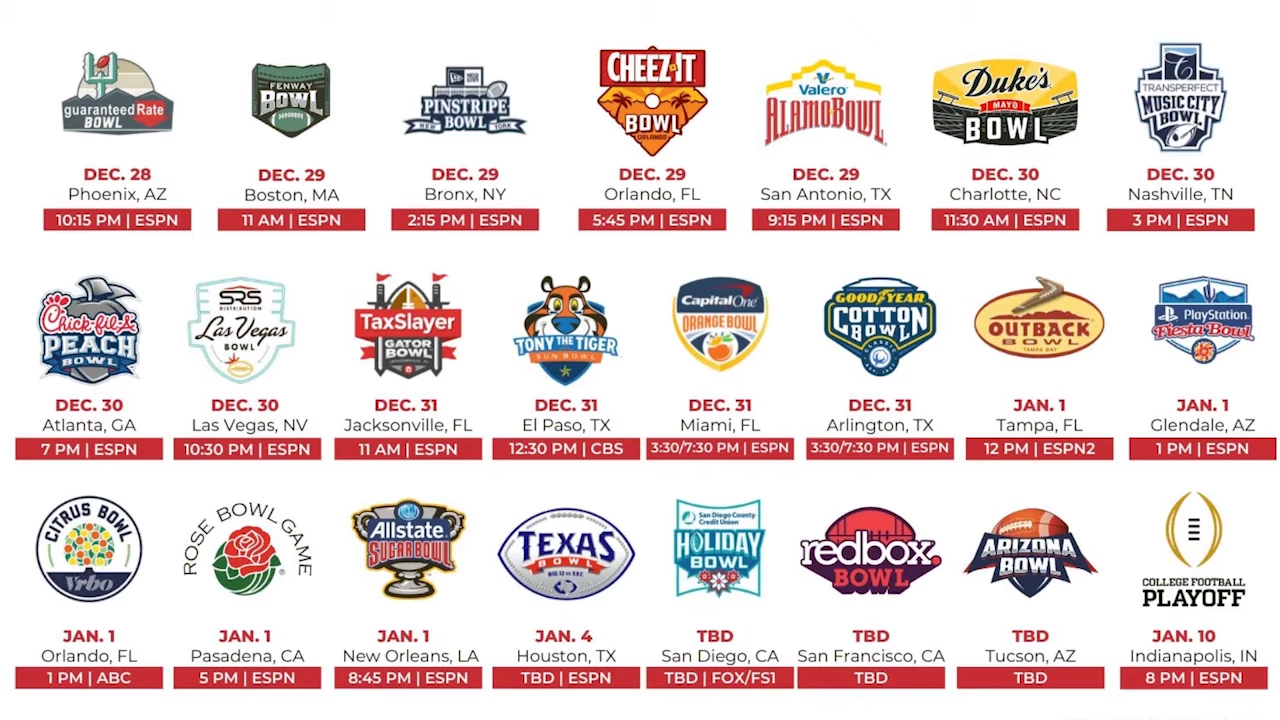 guaranteed Rate
BOWL
DEC. 28
Phoenix, AZ
10:15 PM | ESPN
FENWAY
BOWL
DEC. 29
Boston, MA
11 AM | ESPN
NEW ERA
PINSTRIPE
BOWL
NEW YORK
DEC. 29
Bronx, NY
2:15 PM | ESPN
CHEEZ-IT
BOWL
ORLANDO
DEC. 29
Orlando, FL
5:45 PM | ESPN
Valero
ALAMOBOWL
DEC. 29
San Antonio, TX
9:15 PM | ESPN
Duke's
MAYO
BOWL
DEC. 30
Charlotte, NC
11:30 AM | ESPN
TRANSPERFECT
MUSIC CITY
BOWL
DEC. 30
Nashville, TN
3 PM | ESPN
Chick-fil-A
PEACH
BOWL
DEC. 30
Atlanta, GA
7 PM | ESPN
SRS
DISTRIBUTION
Las Vegas
BOWL
DEC. 30
Las Vegas, NV
10:30 PM | ESPN
TaxSlayer
GATOR
BOWL
JACKSONVILLE, FL
DEC. 31
Jacksonville, FL
11 AM | ESPN
TONY THE TIGER
SUN BOWL
DEC. 31
El Paso, TX
12:30 PM | CBS
Capital One
ORANGE BOWL
DEC. 31
Miami, FL
3:30/7:30 PM | ESPN
GOODYEAR
COTTON
BOWL
CLASSIC
DEC. 31
Arlington, TX
3:30/7:30 PM | ESPN
OUTBACK
BOWL
TAMPA BAY
JAN. 1
Tampa, FL
12 PM | ESPN2
PlayStation
Fiesta Bowl
JAN. 1
Glendale, AZ
1 PM | ESPN
CITRUS BOWL
Vrbo
JAN. 1
Orlando, FL
1 PM | ABC
ROSE BOWL GAME
JAN. 1
Pasadena, CA
5 PM | ESPN
Allstate
SUGAR BOWL
JAN. 1
New Orleans, LA
8:45 PM | ESPN
TEXAS
BOWL
BIG 12 vs SEC
JAN. 4
Houston, TX
TBD | ESPN
San Diego County
Credit Union
HOLIDAY
BOWL
TBD
San Diego, CA
TBD | FOX/FS1
redbox.
BOWL
TBD
San Francisco, CA
TBD
ARIZONA
BOWL
TBD
Tucson, AZ
TBD
COLLEGE FOOTBALL
PLAYOFF
JAN. 10
Indianapolis, IN
8 PM | ESPN